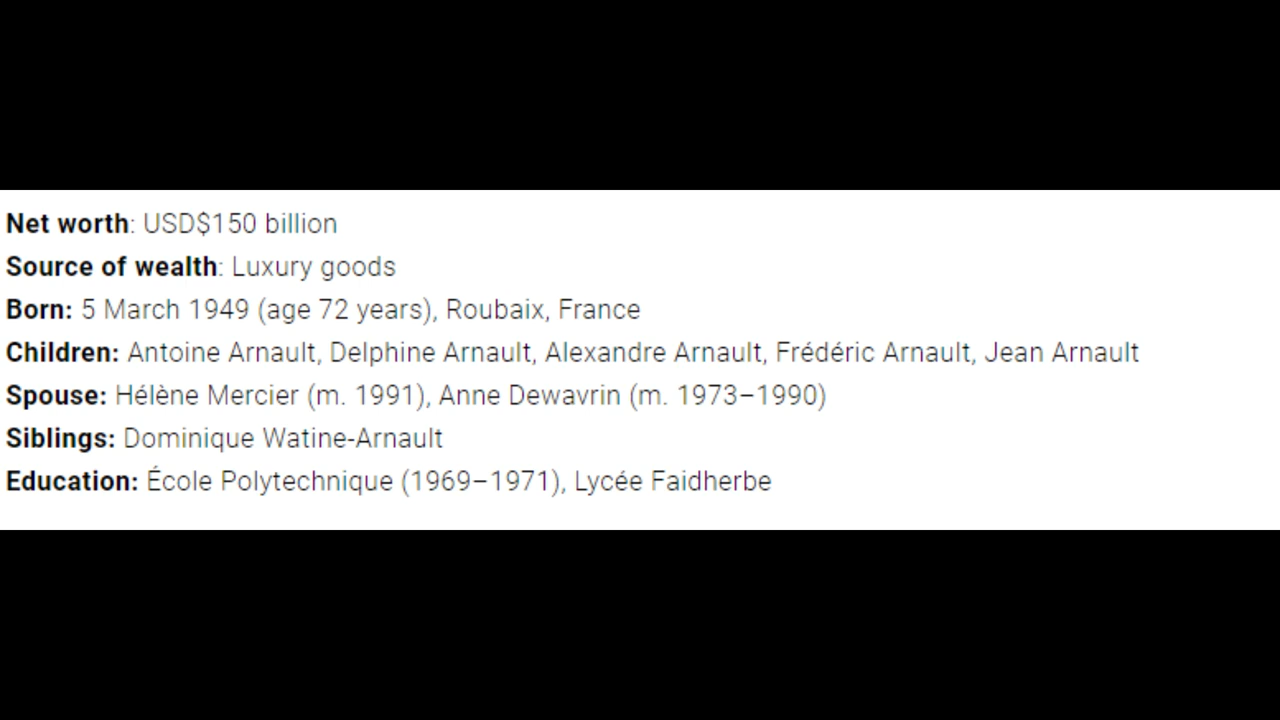 Net worth: USD$150 billion
Source of wealth: Luxury goods
Born: 5 March 1949 (age 72 years), Roubaix, France
Children: Antoine Arnault, Delphine Arnault, Alexandre Arnault, Frédéric Arnault, Jean Arnault
Spouse: Hélène Mercier (m. 1991), Anne Dewavrin (m. 1973–1990)
Siblings: Dominique Watine-Arnault
Education: École Polytechnique (1969–1971), Lycée Faidherbe